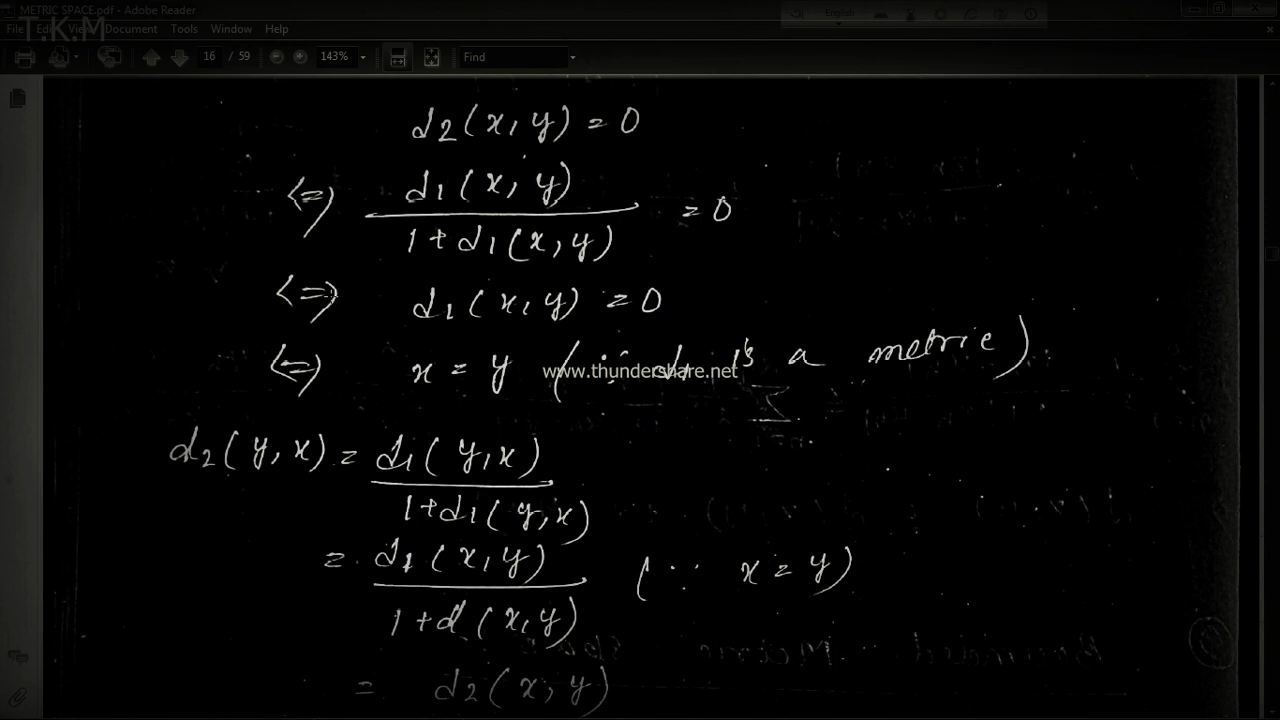 METRIC SPACE.pdf - Adobe Reader
T.K.M
File Edit View Document Tools Window Help
English
16 / 59 143% Find
d2(x, y) = 0
⇔ d1(x, y) / 1 + d1(x, y) = 0
⇔ d1(x, y) = 0
⇔ x = y (∵ d1 is a metric)
www.thundershare.net
d2(y, x) = d1(y, x) / 1 + d1(y, x)
= d1(x, y) / 1 + d(x, y) (∵ x = y)
= d2(x, y)